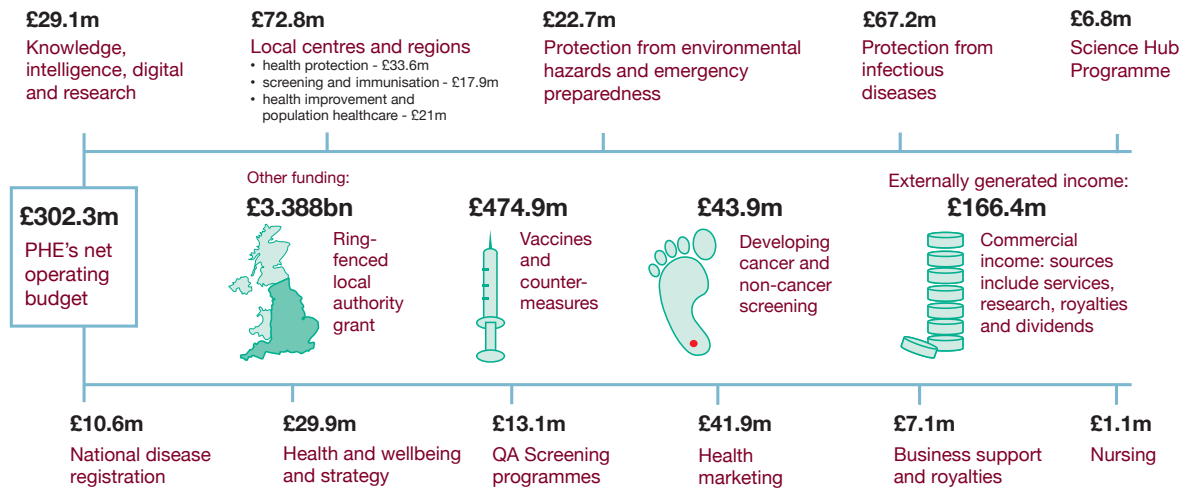 £29.1m
Knowledge,
intelligence, digital
and research
£72.8m
Local centres and regions
• health protection - £33.6m
• screening and immunisation - £17.9m
• health improvement and
population healthcare - £21m
£22.7m
Protection from environmental
hazards and emergency
preparedness
£67.2m
Protection from
infectious
diseases
£6.8m
Science Hub
Programme
£302.3m
PHE's net
operating
budget
Other funding:
£3.388bn
Ring-
fenced
local
authority
grant
£474.9m
Vaccines
and
counter-
measures
£43.9m
Developing
cancer and
non-cancer
screening
Externally generated income:
£166.4m
Commercial
income: sources
include services,
research, royalties
and dividends
£10.6m
National disease
registration
£29.9m
Health and wellbeing
and strategy
£13.1m
QA Screening
programmes
£41.9m
Health
marketing
£7.1m
Business support
and royalties
£1.1m
Nursing